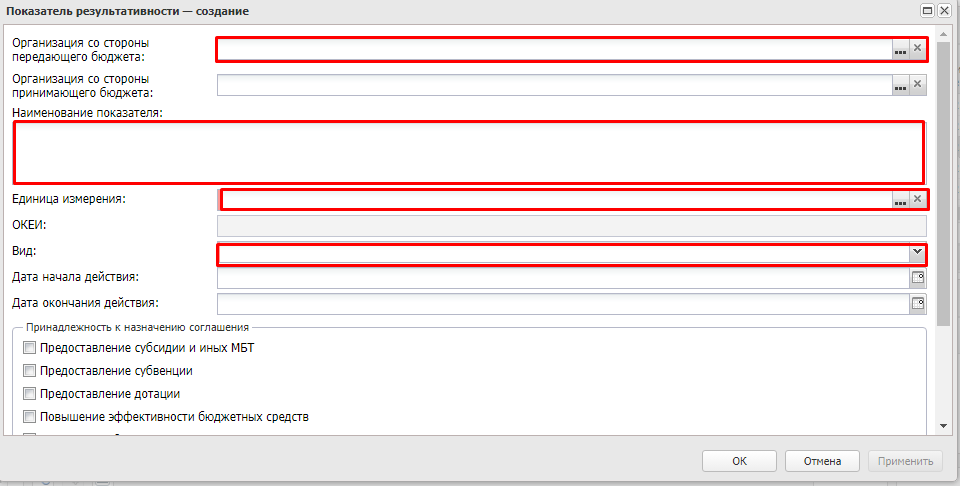 Показатель результативности — создание
Организация со стороны
передающего бюджета:
Организация со стороны
принимающего бюджета:
Наименование показателя:
Единица измерения:
ОКЕИ:
Вид:
Дата начала действия:
Дата окончания действия:
Принадлежность к назначению соглашения
Предоставление субсидии и иных МБТ
Предоставление субвенции
Предоставление дотации
Повышение эффективности бюджетных средств
ОК
Отмена
Применить